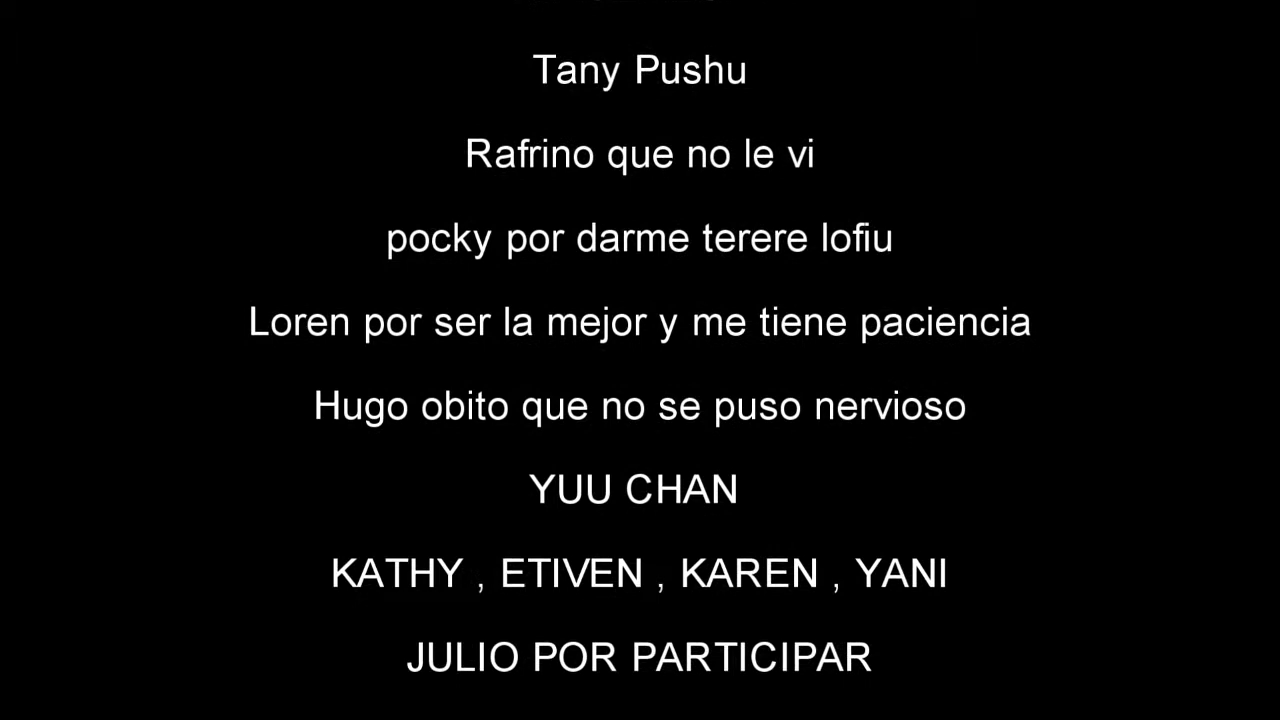 Tany Pushu
Rafrino que no le vi
pocky por darme terere lofiu
Loren por ser la mejor y me tiene paciencia
Hugo obito que no se puso nervioso
YUU CHAN
KATHY , ETIVEN , KAREN , YANI
JULIO POR PARTICIPAR